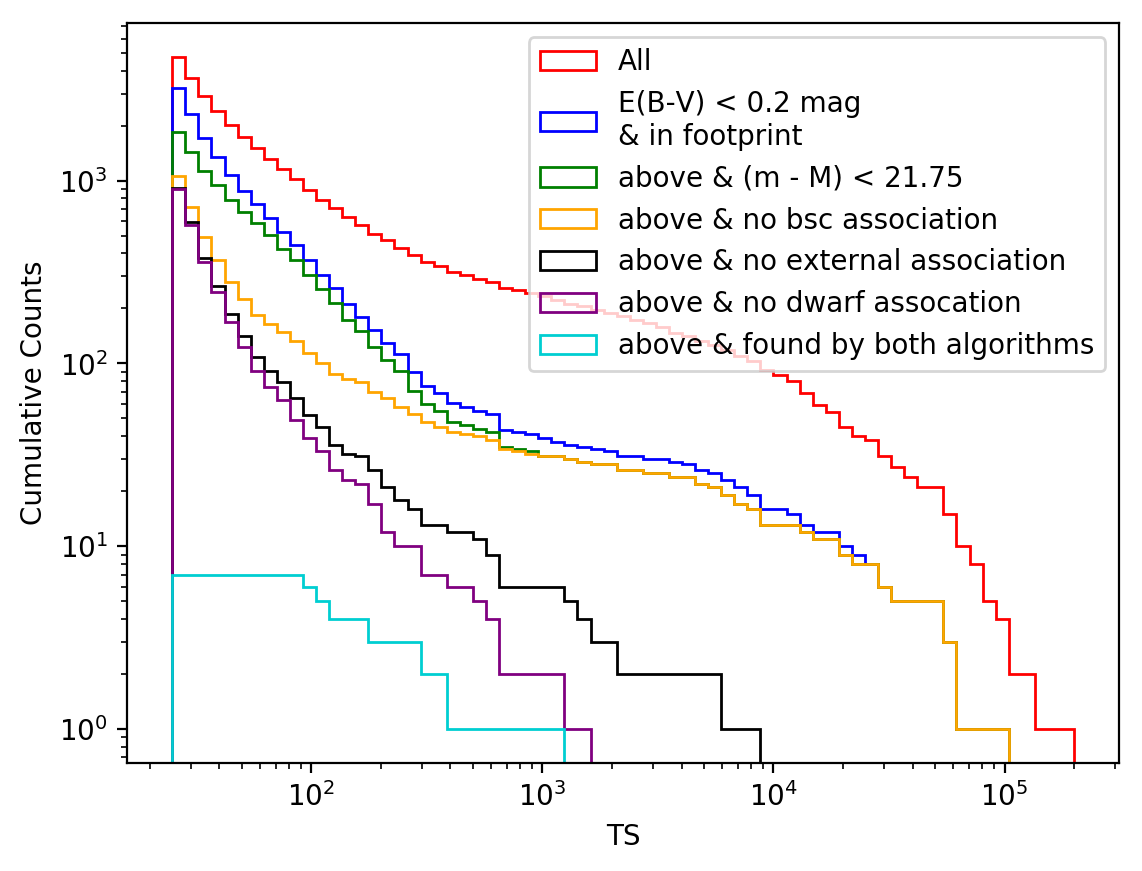 All
E(B-V) < 0.2 mag
& in footprint
above & (m - M) < 21.75
above & no bsc association
above & no external association
above & no dwarf assocation
above & found by both algorithms
Cumulative Counts
10³
10²
10¹
10⁰
10² 10³ 10⁴ 10⁵
TS